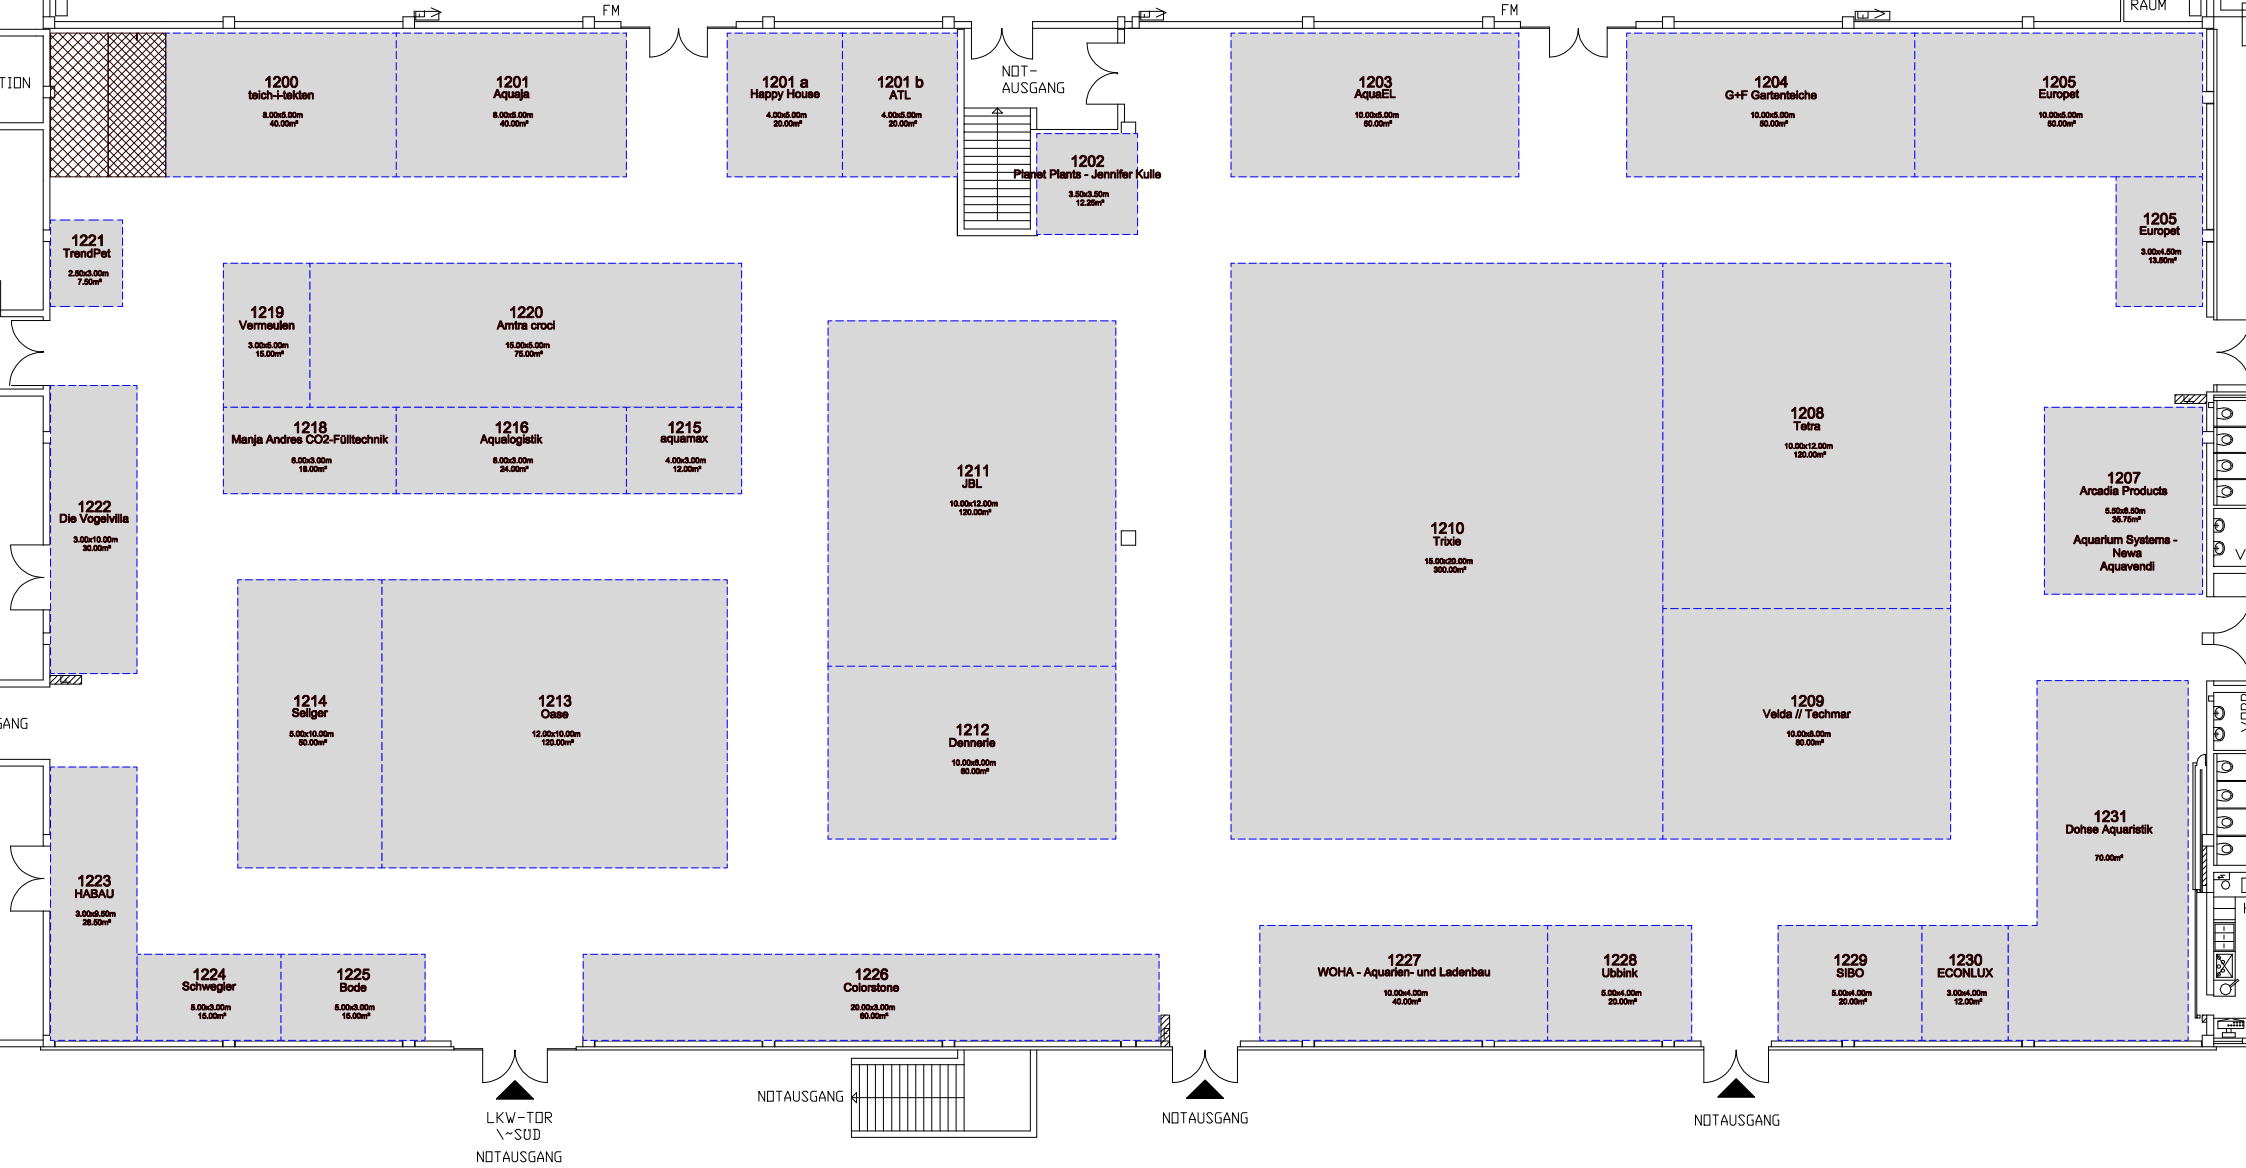 FM
FM
RAUM
TION
1200
teich-i-tekten
8.00x5.00m
40.00m²
1201
Aquaja
8.00x5.00m
40.00m²
1201 a
Happy House
4.00x5.00m
20.00m²
1201 b
ATL
4.00x5.00m
20.00m²
NOT-
AUSGANG
1202
Planet Plants - Jennifer Kulle
3.50x3.50m
12.25m²
1203
AquaEL
10.00x5.00m
50.00m²
1204
G+F Gartenteiche
10.00x5.00m
50.00m²
1205
Europet
10.00x5.00m
50.00m²
1205
Europet
3.00x4.50m
13.50m²
1221
TrendPet
2.50x3.00m
7.50m²
1219
Vermeulen
3.00x5.00m
15.00m²
1220
Amtra croci
15.00x5.00m
75.00m²
1218
Manja Andres CO2-Fülltechnik
6.00x3.00m
18.00m²
1216
Aqualogistik
8.00x3.00m
24.00m²
1215
aquamax
4.00x3.00m
12.00m²
1222
Die Vogelvilla
3.00x10.00m
30.00m²
1211
JBL
10.00x12.00m
120.00m²
1210
Trixie
15.00x20.00m
300.00m²
1208
Tetra
10.00x12.00m
120.00m²
1207
Arcadia Products
5.50x6.50m
35.75m²
Aquarium Systems -
Newa
Aquavendi
1214
Seliger
5.00x10.00m
50.00m²
1213
Oase
12.00x10.00m
120.00m²
1212
Dennerle
10.00x6.00m
60.00m²
1209
Velda // Techmar
10.00x8.00m
80.00m²
GANG
1231
Dohse Aquaristik
70.00m²
1223
HABAU
3.00x9.50m
28.50m²
1224
Schwegler
5.00x3.00m
15.00m²
1225
Bode
5.00x3.00m
15.00m²
1226
Colorstone
20.00x3.00m
60.00m²
1227
WOHA - Aquarien- und Ladenbau
10.00x4.00m
40.00m²
1228
Ubbink
5.00x4.00m
20.00m²
1229
SIBO
5.00x4.00m
20.00m²
1230
ECONLUX
3.00x4.00m
12.00m²
LKW-TOR
\~SUD
NOTAUSGANG
NOTAUSGANG
NOTAUSGANG
NOTAUSGANG